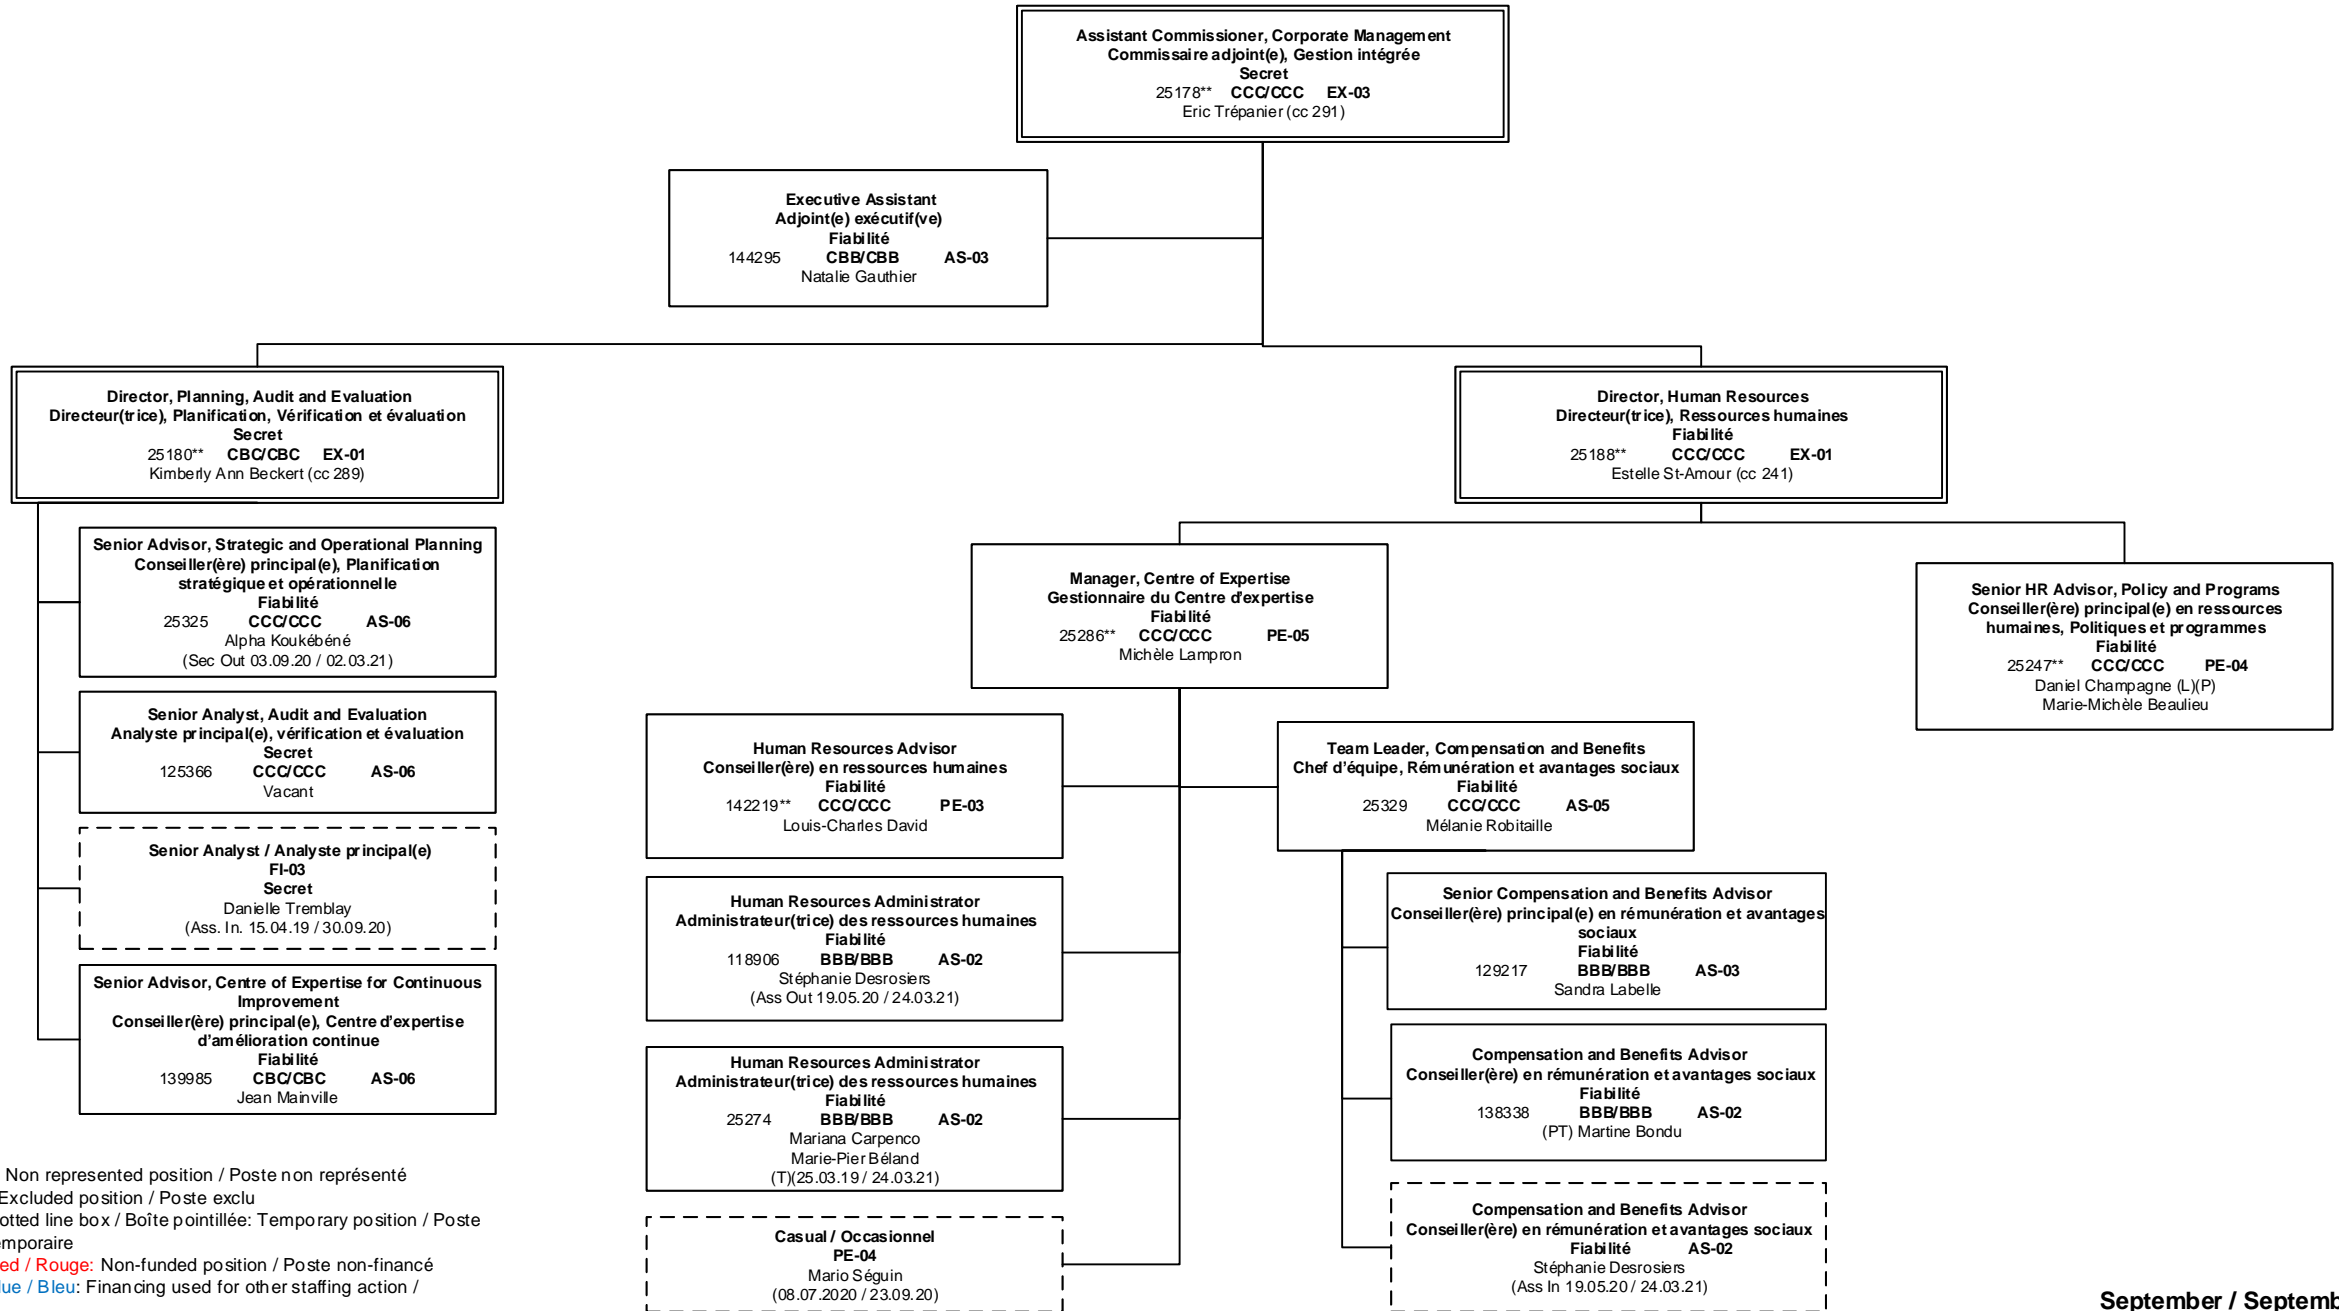 Assistant Commissioner, Corporate Management
Commissaire adjoint(e), Gestion intégrée
Secret
25178** CCC/CCC EX-03
Eric Trépanier (cc 291)
Executive Assistant
Adjoint(e) exécutif(ve)
Fiabilité
144295 CBB/CBB AS-03
Natalie Gauthier
Director, Planning, Audit and Evaluation
Directeur(trice), Planification, Vérification et évaluation
Secret
25180** CBC/CBC EX-01
Kimberly Ann Beckert (cc 289)
Senior Advisor, Strategic and Operational Planning
Conseiller(ère) principal(e), Planification
stratégique et opérationnelle
Fiabilité
25325 CCC/CCC AS-06
Alpha Koukébéné
(Sec Out 03.09.20 / 02.03.21)
Senior Analyst, Audit and Evaluation
Analyste principal(e), vérification et évaluation
Secret
125366 CCC/CCC AS-06
Vacant
Senior Analyst / Analyste principal(e)
FI-03
Secret
Danielle Tremblay
(Ass. In. 15.04.19 / 30.09.20)
Senior Advisor, Centre of Expertise for Continuous
Improvement
Conseiller(ère) principal(e), Centre d'expertise
d'amélioration continue
Fiabilité
139985 CBC/CBC AS-06
Jean Mainville
Director, Human Resources
Directeur(trice), Ressources humaines
Fiabilité
25188** CCC/CCC EX-01
Estelle St-Amour (cc 241)
Manager, Centre of Expertise
Gestionnaire du Centre d'expertise
Fiabilité
25286** CCC/CCC PE-05
Michèle Lampron
Senior HR Advisor, Policy and Programs
Conseiller(ère) principal(e) en ressources
humaines, Politiques et programmes
Fiabilité
25247** CCC/CCC PE-04
Daniel Champagne (L)(P)
Marie-Michèle Beaulieu
Human Resources Advisor
Conseiller(ère) en ressources humaines
Fiabilité
142219** CCC/CCC PE-03
Louis-Charles David
Human Resources Administrator
Administrateur(trice) des ressources humaines
Fiabilité
118906 BBB/BBB AS-02
Stéphanie Desrosiers
(Ass Out 19.05.20 / 24.03.21)
Human Resources Administrator
Administrateur(trice) des ressources humaines
Fiabilité
25274 BBB/BBB AS-02
Mariana Carpenco
Marie-Pier Béland
(T)(25.03.19 / 24.03.21)
Casual / Occasionnel
PE-04
Mario Séguin
(08.07.2020 / 23.09.20)
Team Leader, Compensation and Benefits
Chef d'équipe, Rémunération et avantages sociaux
Fiabilité
25329 CCC/CCC AS-05
Mélanie Robitaille
Senior Compensation and Benefits Advisor
Conseiller(ère) principal(e) en rémunération et avantages
sociaux
Fiabilité
129217 BBB/BBB AS-03
Sandra Labelle
Compensation and Benefits Advisor
Conseiller(ère) en rémunération et avantages sociaux
Fiabilité
138338 BBB/BBB AS-02
(PT) Martine Bondu
Compensation and Benefits Advisor
Conseiller(ère) en rémunération et avantages sociaux
Fiabilité AS-02
Stéphanie Desrosiers
(Ass In 19.05.20 / 24.03.21)
Non represented position / Poste non représenté
Excluded position / Poste exclu
otted line box / Boîte pointillée: Temporary position / Poste
mporaire
ed / Rouge: Non-funded position / Poste non-financé
lue / Bleu: Financing used for other staffing action /
September / Septemb